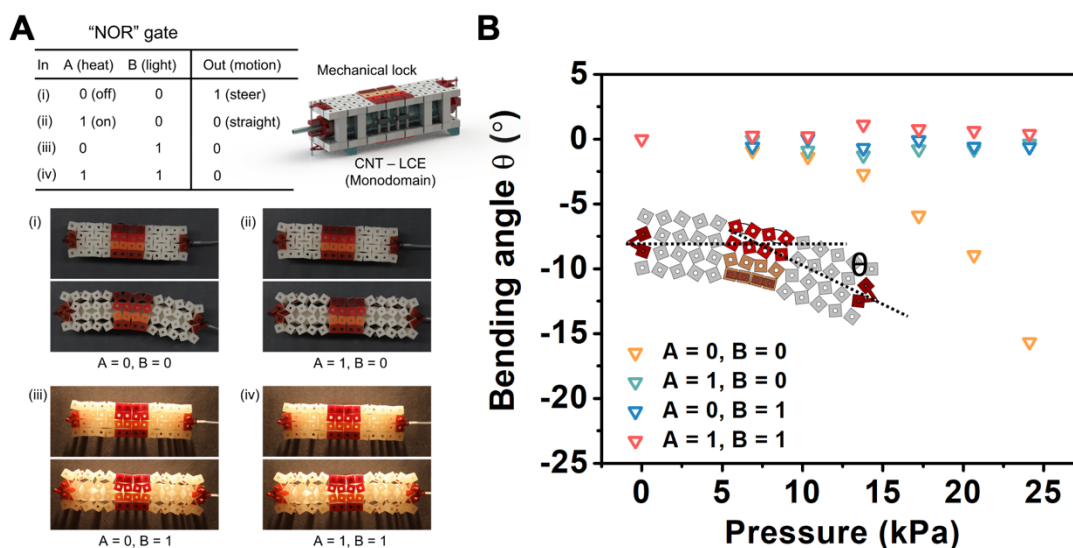 A
"NOR" gate
In A (heat) B (light) Out (motion)
(i) 0 (off) 0 1 (steer)
(ii) 1 (on) 0 0 (straight)
(iii) 0 1 0
(iv) 1 1 0
Mechanical lock
CNT – LCE
(Monodomain)
(i)
(ii)
A = 0, B = 0
A = 1, B = 0
(iii)
(iv)
A = 0, B = 1
A = 1, B = 1
B
Bending angle θ (°)
5
0
-5
-10
-15
-20
-25
θ
A = 0, B = 0
A = 1, B = 0
A = 0, B = 1
A = 1, B = 1
0 5 10 15 20 25
Pressure (kPa)